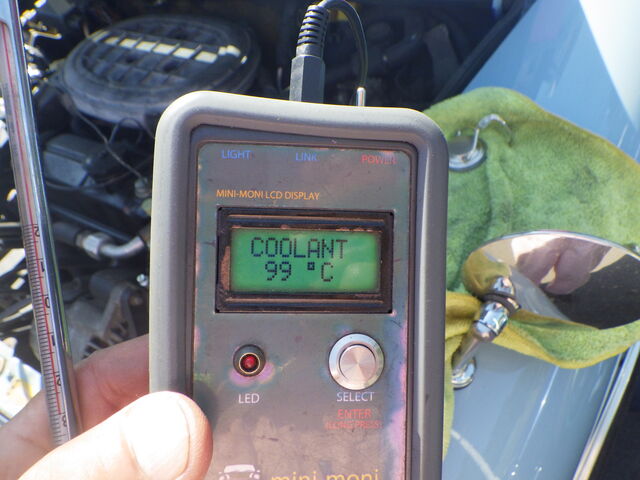 LIGHT LINK POWER
MINI-MONI LCD DISPLAY
COOLANT
99 °C
LED SELECT
ENTER
(LONG PRESS)
mini moni